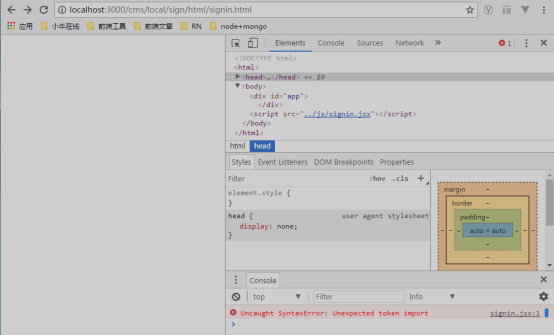 localhost:3000/cms/local/sign/html/signin.html
应用 小牛在线 前端工具 前端文章 RN node+mongo
Elements Console Sources Network » 1
<!DOCTYPE html>
<html>
<head>…</head> == $0
<body>
<div id="app">
</div>
<script src="../js/signin.jsx"></script>
</body>
</html>
html head
Styles Event Listeners DOM Breakpoints Properties
Filter :hov .cls +
element.style {
}
head { user agent stylesheet
display: none;
}
margin -
border -
padding-
- - - auto × auto - - -
-
-
-
Console
top Filter Info
Uncaught SyntaxError: Unexpected token import signin.jsx:1